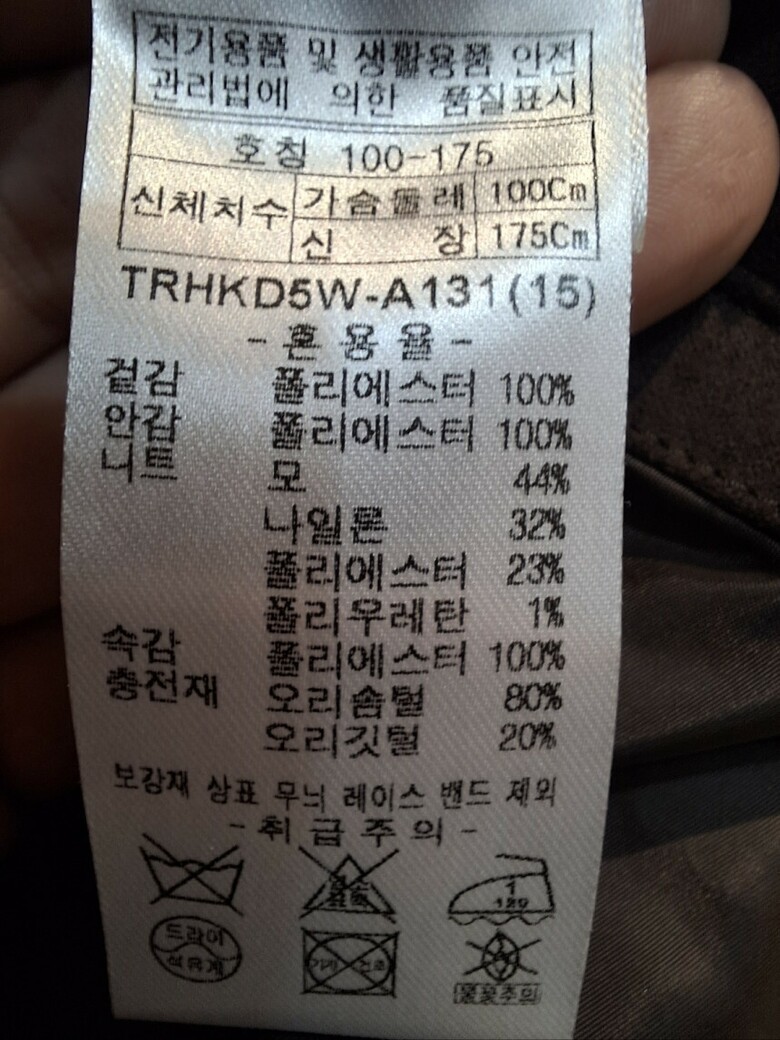 전기용품 및 생활용품 안전
관리법에 의한 품질표시
호칭 100-175
신체치수 가슴둘레 100Cm
신 장 175Cm
TRHKD5W-A131(15)
- 혼 용 율 -
겉감 폴리에스터 100%
안감 폴리에스터 100%
니트 모 44%
나일론 32%
폴리에스터 23%
폴리우레탄 1%
속감 폴리에스터 100%
충전재 오리솜털 80%
오리깃털 20%
보강재 상표 무늬 레이스 밴드 제외
- 취 급 주 의 -
1
120
드라이
석유계
기계 건조